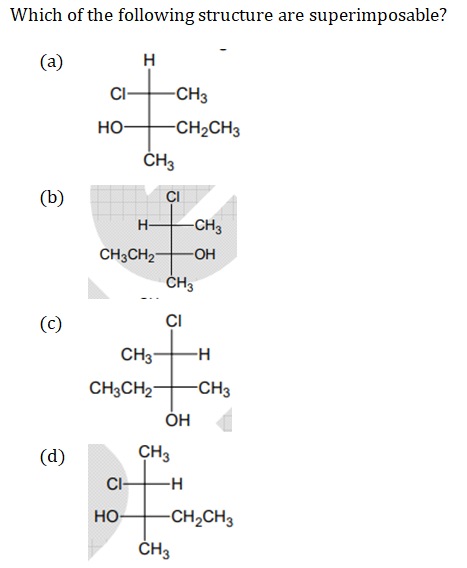 Which of the following structure are superimposable?
(a)
H
Cl CH3
HO CH2CH3
CH3
(b)
Cl
H CH3
CH3CH2 OH
CH3
(c)
Cl
CH3 H
CH3CH2 CH3
OH
(d)
CH3
Cl H
HO CH2CH3
CH3